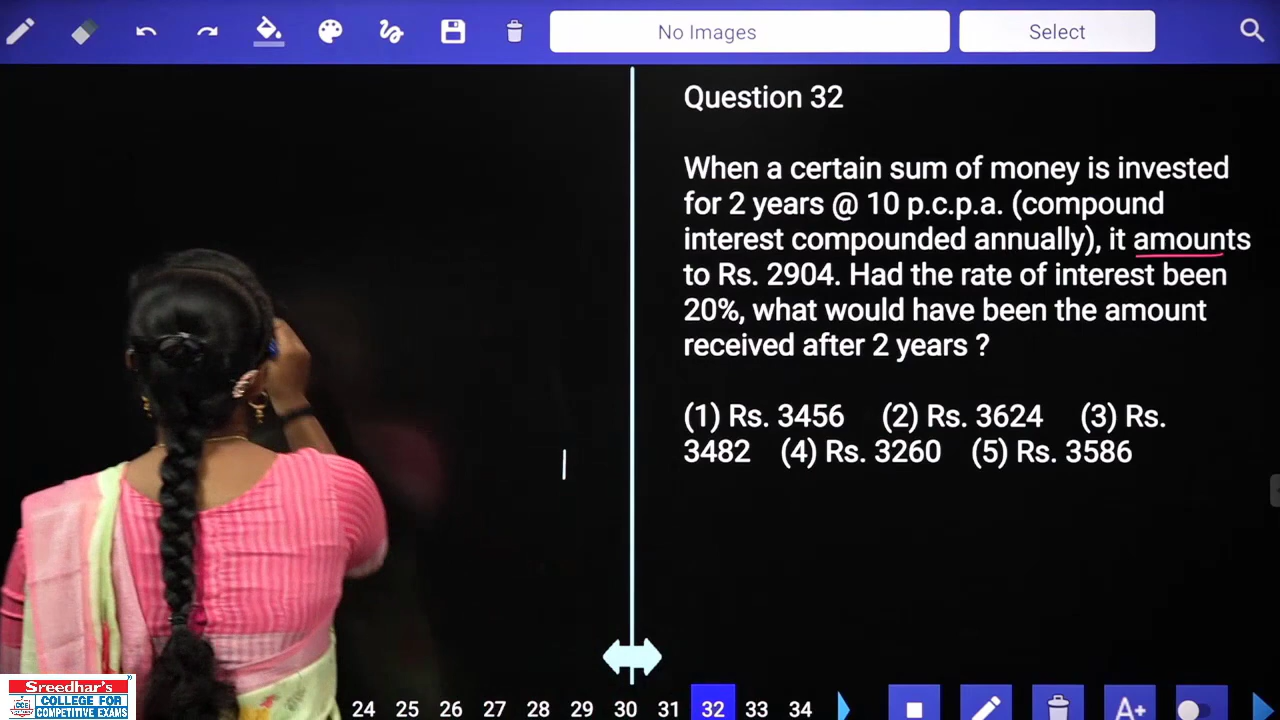 No Images
Select
Question 32
When a certain sum of money is invested
for 2 years @ 10 p.c.p.a. (compound
interest compounded annually), it amounts
to Rs. 2904. Had the rate of interest been
20%, what would have been the amount
received after 2 years ?
(1) Rs. 3456 (2) Rs. 3624 (3) Rs.
3482 (4) Rs. 3260 (5) Rs. 3586
24 25 26 27 28 29 30 31 32 33 34
A+
Sreedhar's
CCE
COLLEGE FOR
COMPETITIVE EXAMS